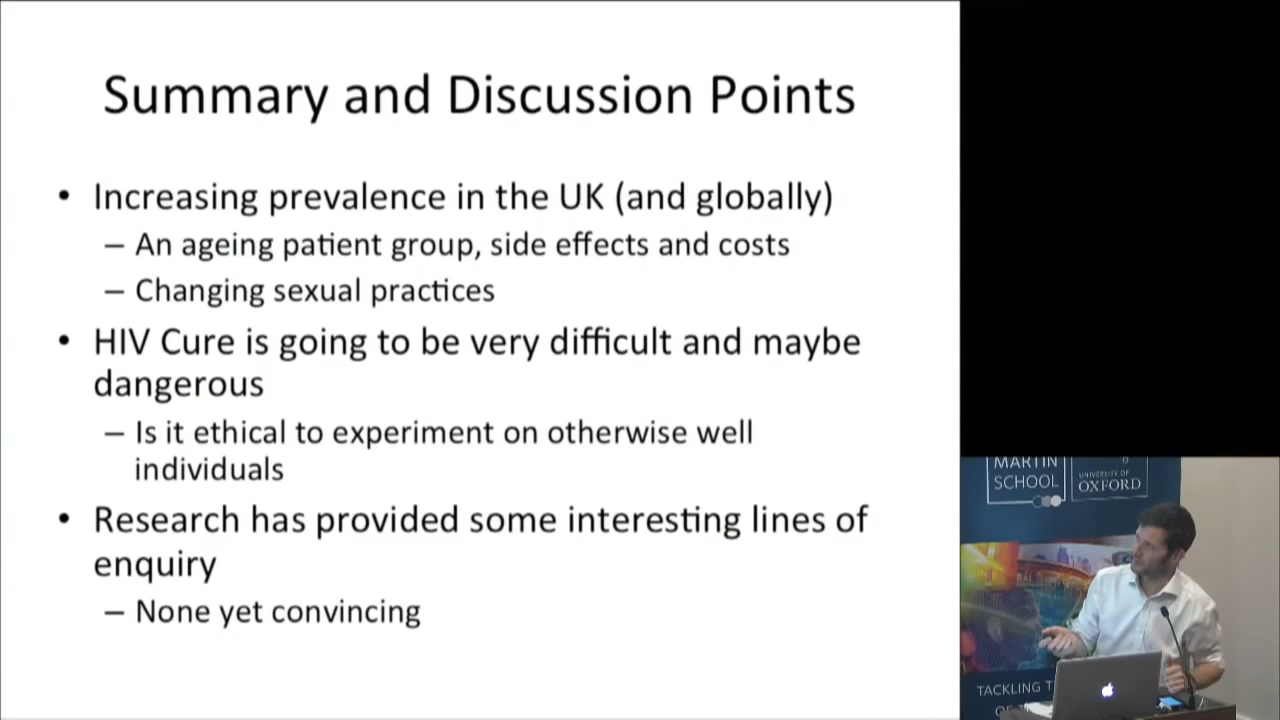 Summary and Discussion Points
• Increasing prevalence in the UK (and globally)
– An ageing patient group, side effects and costs
– Changing sexual practices
• HIV Cure is going to be very difficult and maybe
dangerous
– Is it ethical to experiment on otherwise well
individuals
• Research has provided some interesting lines of
enquiry
– None yet convincing
MARTIN
SCHOOL
UNIVERSITY OF
OXFORD
TACKLING